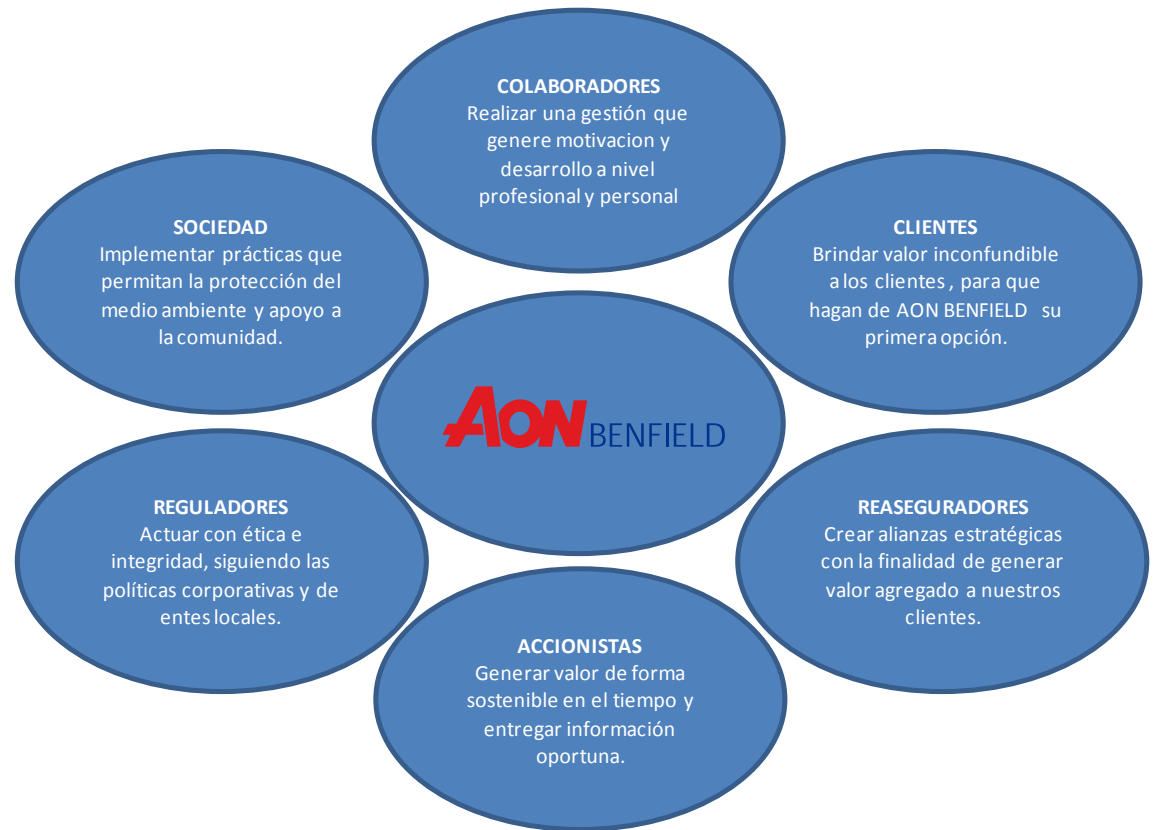 COLABORADORES
Realizar una gestión que
genere motivacion y
desarrollo a nivel
profesional y personal
SOCIEDAD
Implementar prácticas que
permitan la protección del
medio ambiente y apoyo a
la comunidad.
CLIENTES
Brindar valor inconfundible
a los clientes , para que
hagan de AON BENFIELD su
primera opción.
AON BENFIELD
REGULADORES
Actuar con ética e
integridad, siguiendo las
políticas corporativas y de
entes locales.
REASEGURADORES
Crear alianzas estratégicas
con la finalidad de generar
valor agregado a nuestros
clientes.
ACCIONISTAS
Generar valor de forma
sostenible en el tiempo y
entregar información
oportuna.